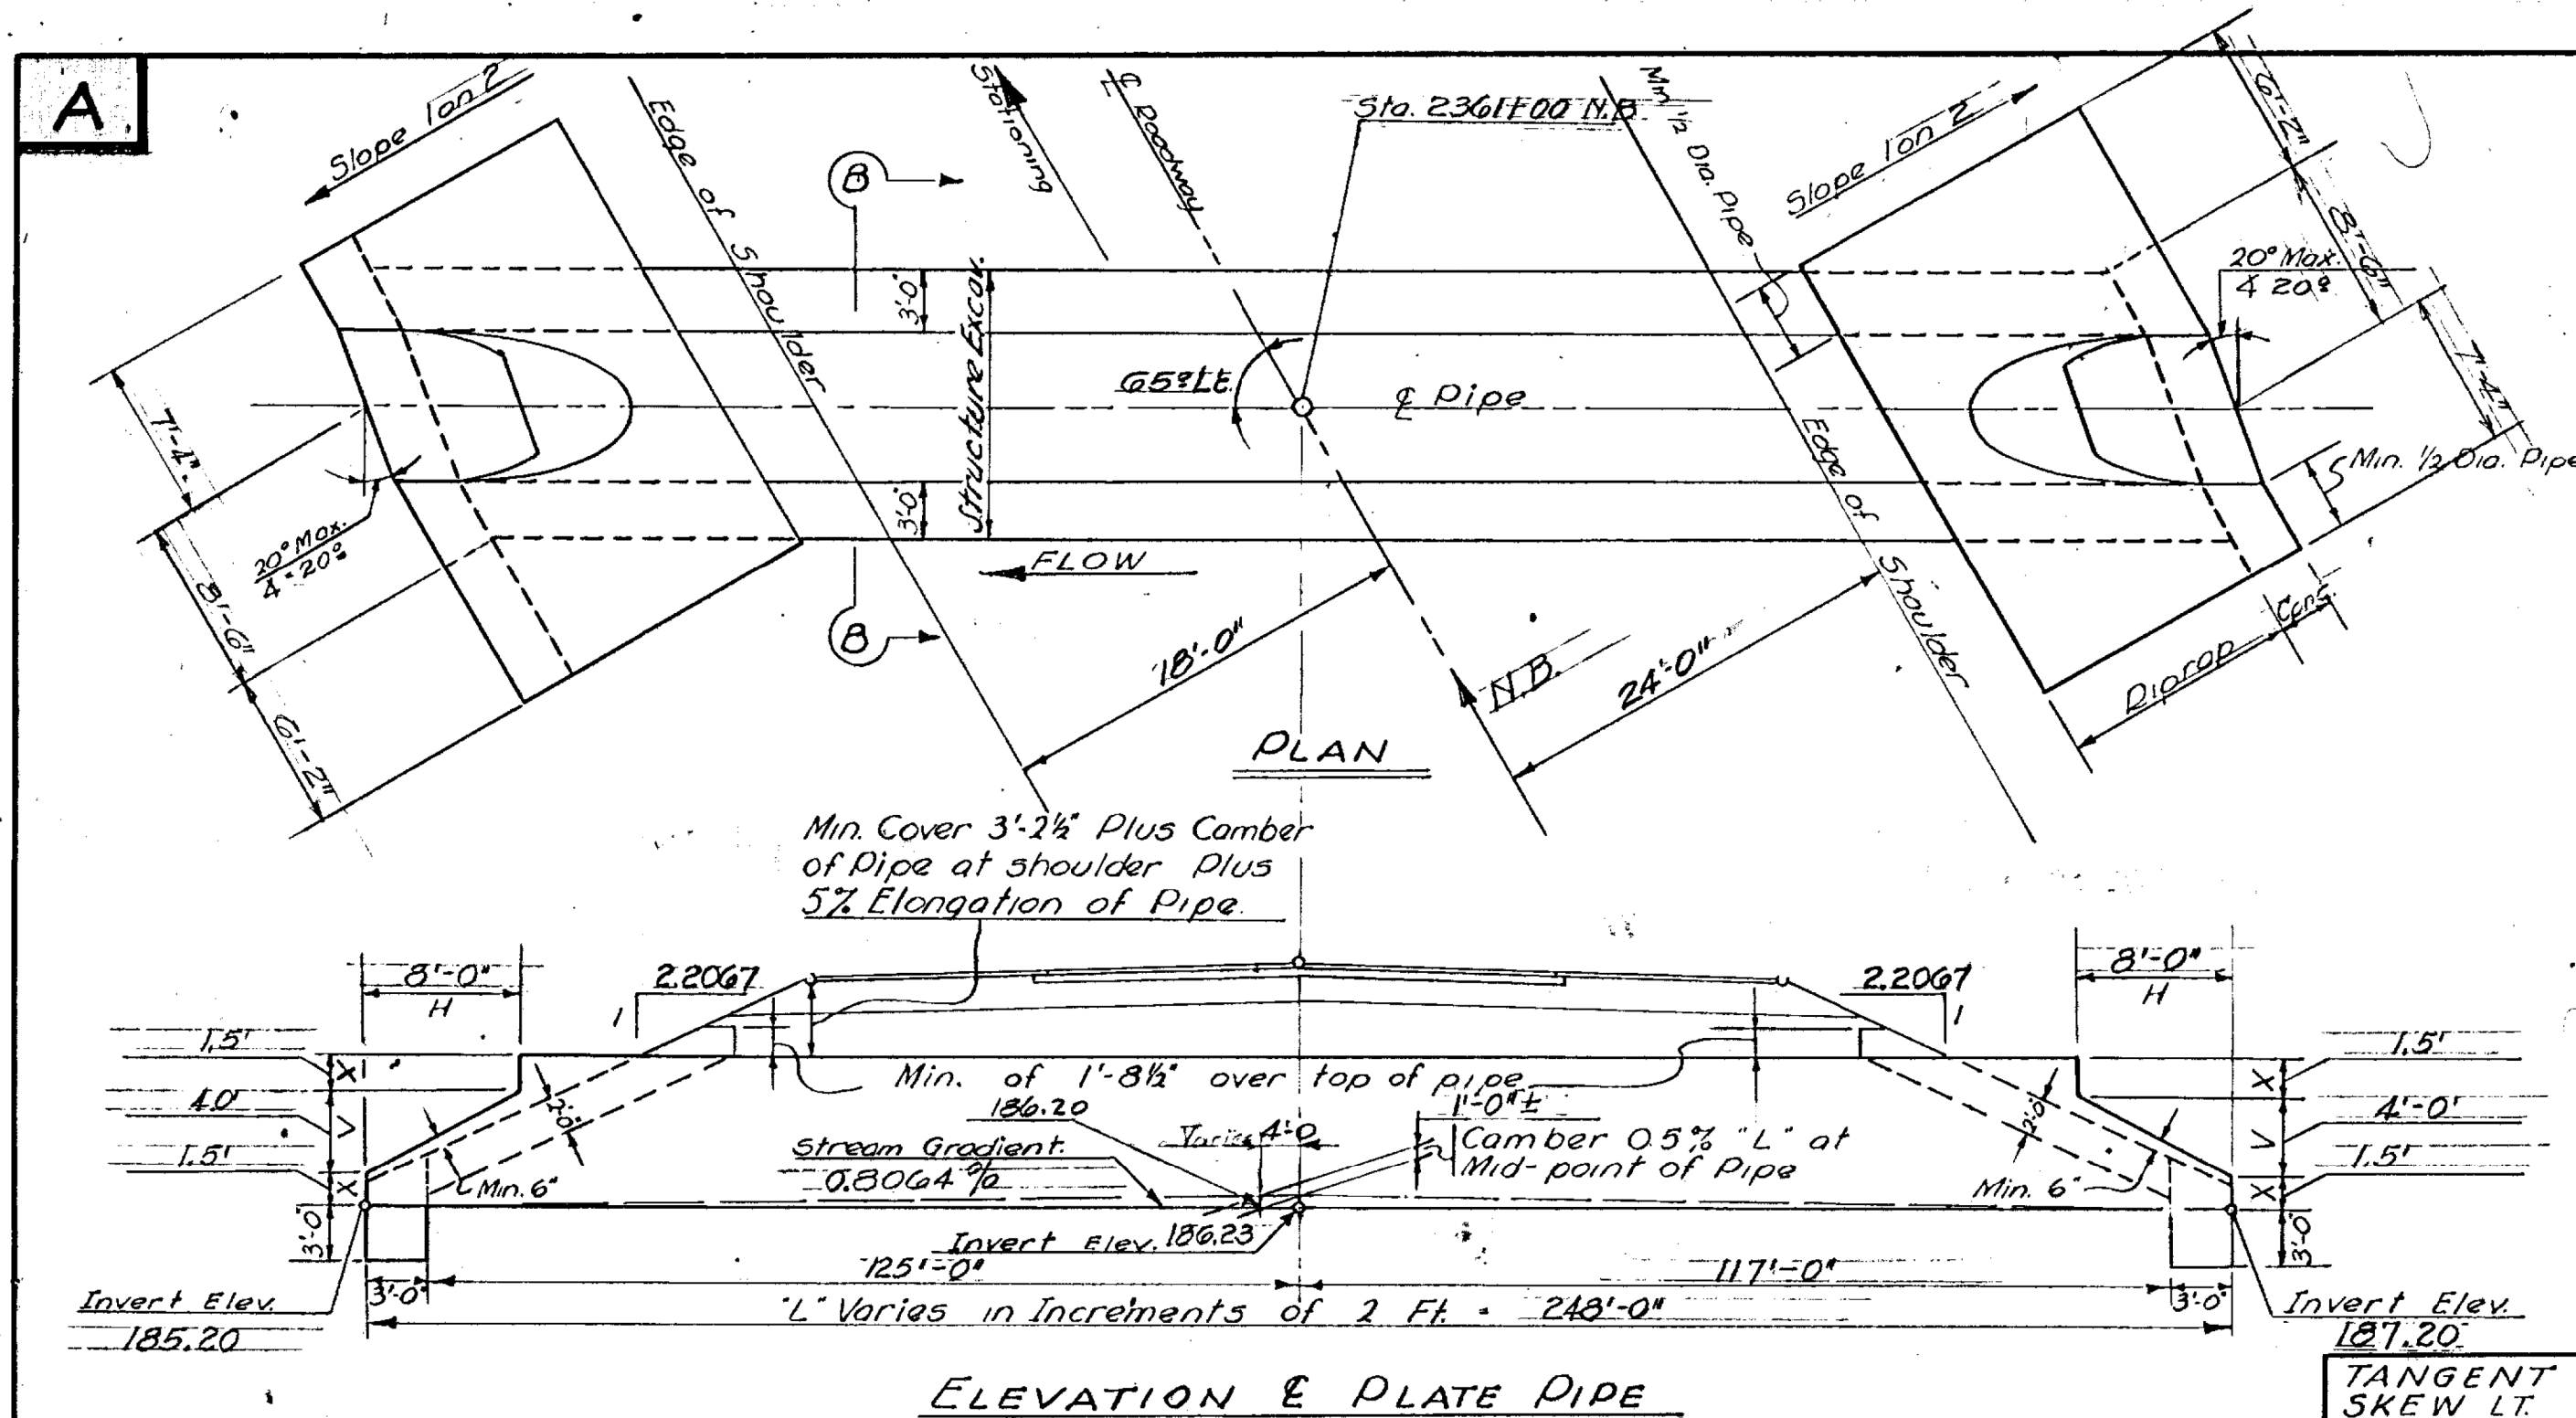 A
Slope 1 on 2
Edge of Shoulder
Stationing
℄ Roadway
Sta. 2361+00 N.B.
Min 1/2 Dia. Pipe
Slope 1 on 2
6'-2"
8'-6"
7'-4"
20° Max.
∡ 20°
B
3'-0"
Structure Excav.
65° Lt.
℄ Pipe
Edge of Shoulder
Min. 1/2 Dia. Pipe
7'-4"
20° Max.
∡ 20°
8'-6"
6'-2"
3'-0"
FLOW
B
18'-0"
N.B.
24'-0"
Riprap
Conc.
PLAN
Min. Cover 3'-2½" Plus Camber
of Pipe at shoulder Plus
5% Elongation of Pipe.
8'-0"
H
2.2067
1
2.2067
1
8'-0"
H
1.5'
X
4.0'
V
1.5'
X
2'-0"
Min. 6"
3'-0"
Min. of 1'-8½" over top of pipe
186.20
Varies 4'-0
1'-0"±
Stream Gradient
0.8064 %
Camber 0.5% "L" at
Mid-point of Pipe
Invert Elev. 186.23
2'-0"
Min. 6"
1.5'
X
4'-0'
V
1.5'
X
3'-0"
3'-0"
125'-0"
117'-0"
3'-0"
"L" Varies in Increments of 2 Ft. = 248'-0"
Invert Elev.
185.20
Invert Elev.
187.20
ELEVATION ℄ PLATE PIPE
TANGENT
SKEW LT.